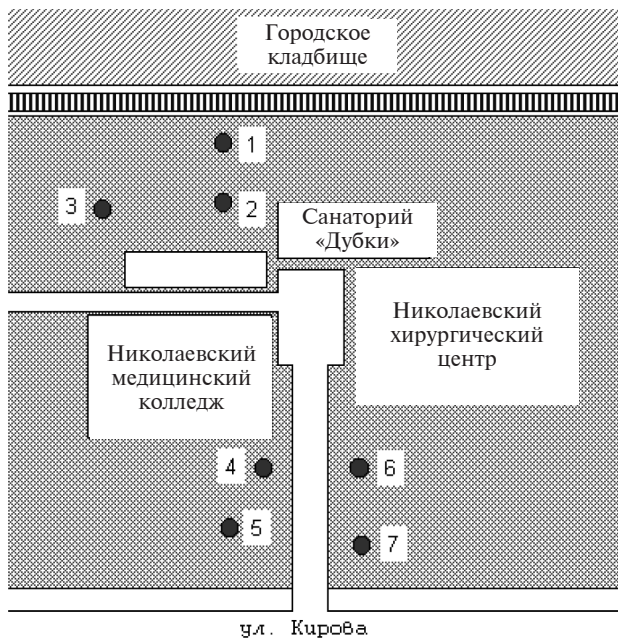 Городское
кладбище
1
2
3
Санаторий
«Дубки»
Николаевский
хирургический
центр
Николаевский
медицинский
колледж
4
6
5
7
ул. Кирова